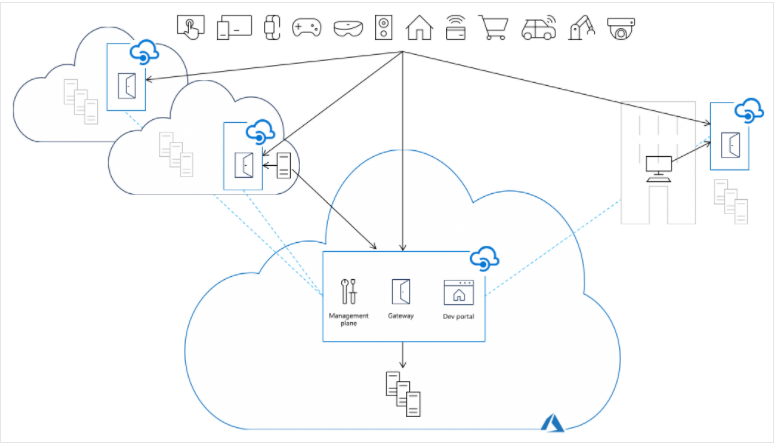 Management
plane
Gateway
Dev portal